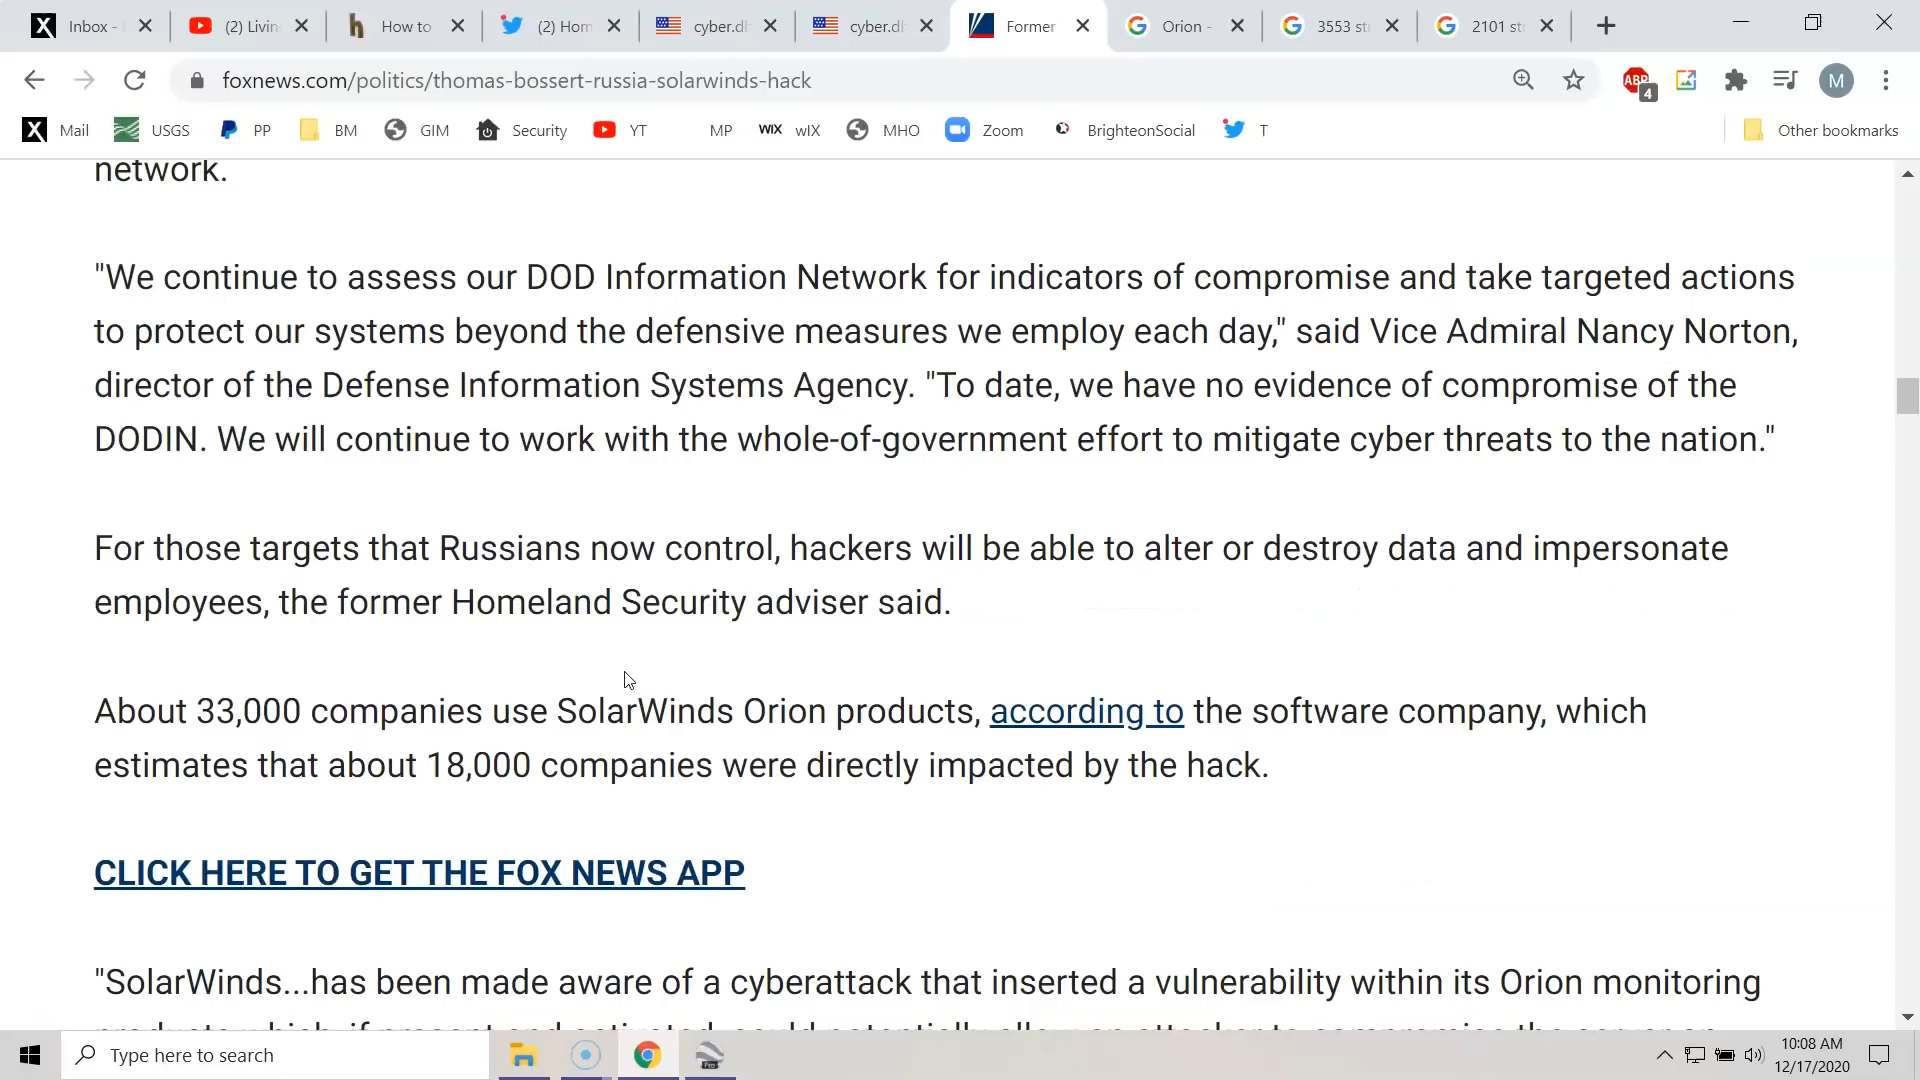 Inbox -
(2) Livin
How to
(2) Hom
cyber.dh
cyber.dh
Former
Orion -
3553 str
2101 str
foxnews.com/politics/thomas-bossert-russia-solarwinds-hack
ABP
4
M
X Mail
USGS
PP
BM
GIM
Security
YT
MP
WIX wIX
MHO
Zoom
BrighteonSocial
T
Other bookmarks
network.
"We continue to assess our DOD Information Network for indicators of compromise and take targeted actions
to protect our systems beyond the defensive measures we employ each day," said Vice Admiral Nancy Norton,
director of the Defense Information Systems Agency. "To date, we have no evidence of compromise of the
DODIN. We will continue to work with the whole-of-government effort to mitigate cyber threats to the nation."
For those targets that Russians now control, hackers will be able to alter or destroy data and impersonate
employees, the former Homeland Security adviser said.
About 33,000 companies use SolarWinds Orion products, according to the software company, which
estimates that about 18,000 companies were directly impacted by the hack.
CLICK HERE TO GET THE FOX NEWS APP
"SolarWinds...has been made aware of a cyberattack that inserted a vulnerability within its Orion monitoring
Type here to search
10:08 AM
12/17/2020